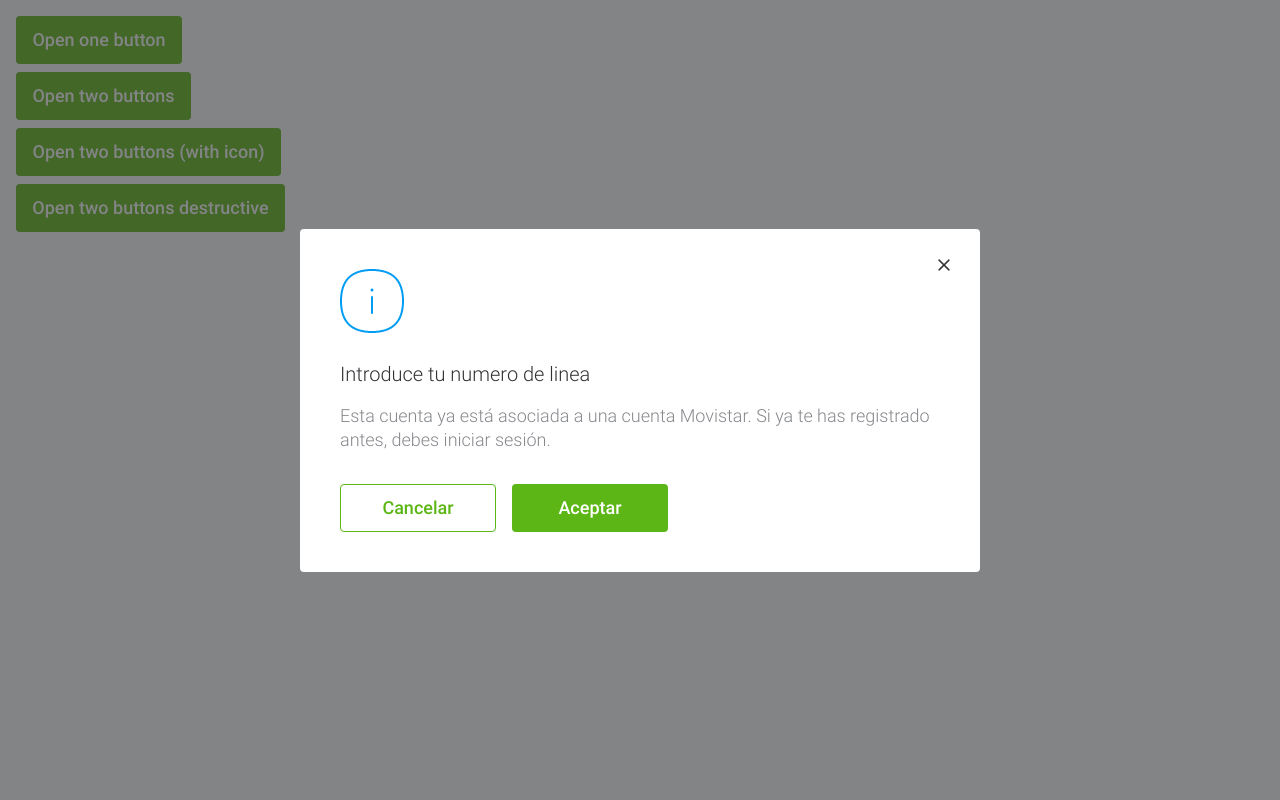 Open one button
Open two buttons
Open two buttons (with icon)
Open two buttons destructive
Introduce tu numero de linea
Esta cuenta ya está asociada a una cuenta Movistar. Si ya te has registrado
antes, debes iniciar sesión.
Cancelar
Aceptar